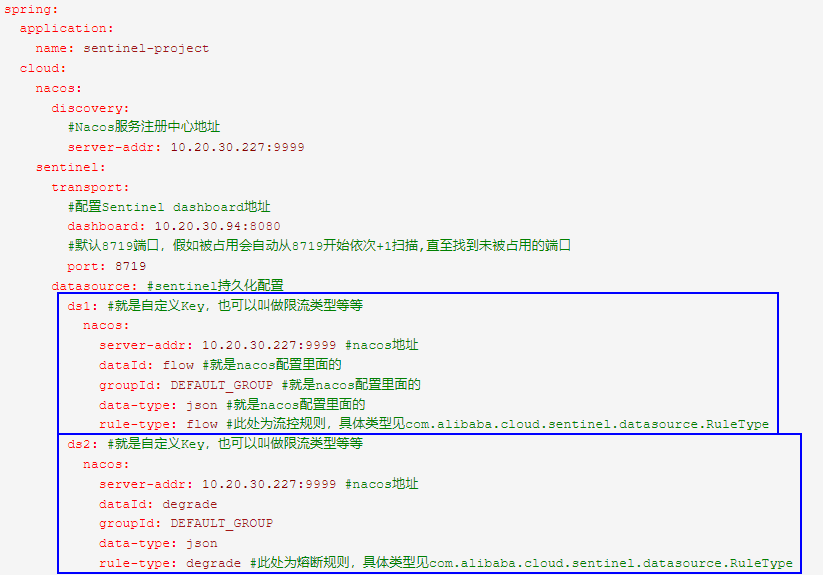 spring:
  application:
    name: sentinel-project
  cloud:
    nacos:
      discovery:
        #Nacos服务注册中心地址
        server-addr: 10.20.30.227:9999
    sentinel:
      transport:
        #配置Sentinel dashboard地址
        dashboard: 10.20.30.94:8080
        #默认8719端口，假如被占用会自动从8719开始依次+1扫描,直至找到未被占用的端口
        port: 8719
      datasource: #sentinel持久化配置
        ds1: #就是自定义Key，也可以叫做限流类型等等
          nacos:
            server-addr: 10.20.30.227:9999 #nacos地址
            dataId: flow #就是nacos配置里面的
            groupId: DEFAULT_GROUP #就是nacos配置里面的
            data-type: json #就是nacos配置里面的
            rule-type: flow #此处为流控规则，具体类型见com.alibaba.cloud.sentinel.datasource.RuleType
        ds2: #就是自定义Key，也可以叫做限流类型等等
          nacos:
            server-addr: 10.20.30.227:9999 #nacos地址
            dataId: degrade
            groupId: DEFAULT_GROUP
            data-type: json
            rule-type: degrade #此处为熔断规则，具体类型见com.alibaba.cloud.sentinel.datasource.RuleType